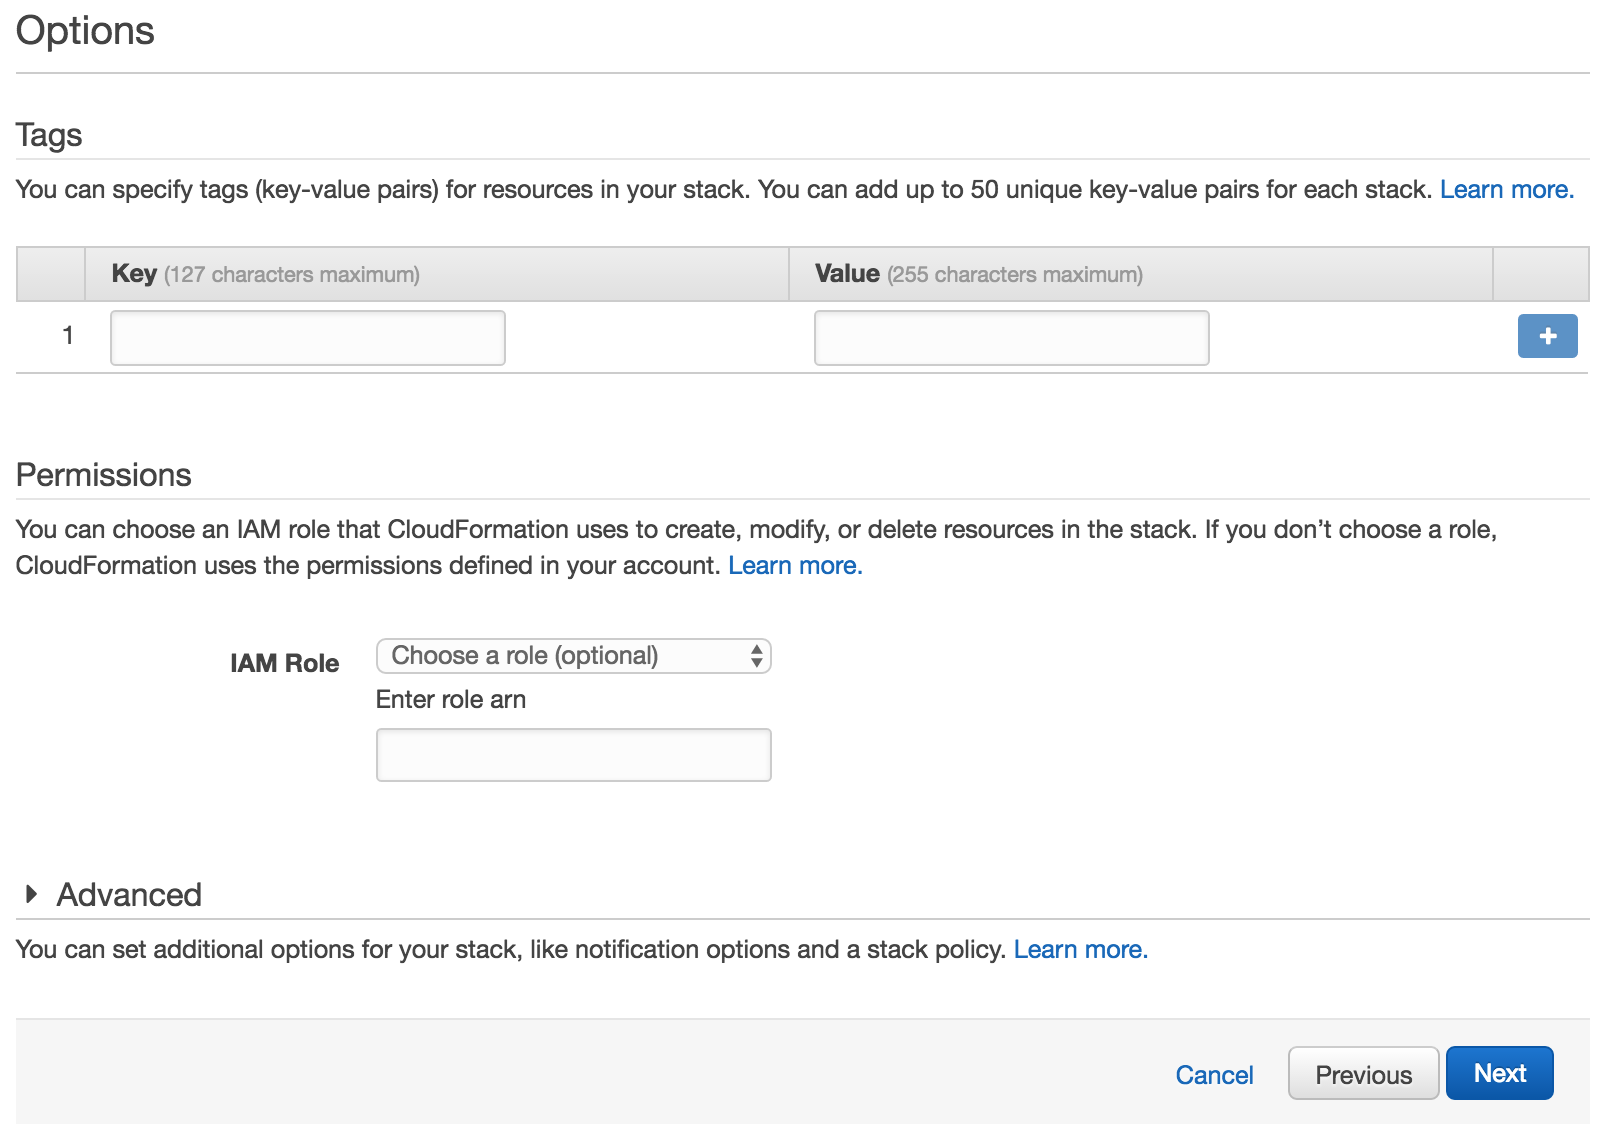 Options
Tags
You can specify tags (key-value pairs) for resources in your stack. You can add up to 50 unique key-value pairs for each stack. Learn more.
Key (127 characters maximum) Value (255 characters maximum)
1
Permissions
You can choose an IAM role that CloudFormation uses to create, modify, or delete resources in the stack. If you don’t choose a role,
CloudFormation uses the permissions defined in your account. Learn more.
IAM Role Choose a role (optional)
Enter role arn
Advanced
You can set additional options for your stack, like notification options and a stack policy. Learn more.
Cancel Previous Next